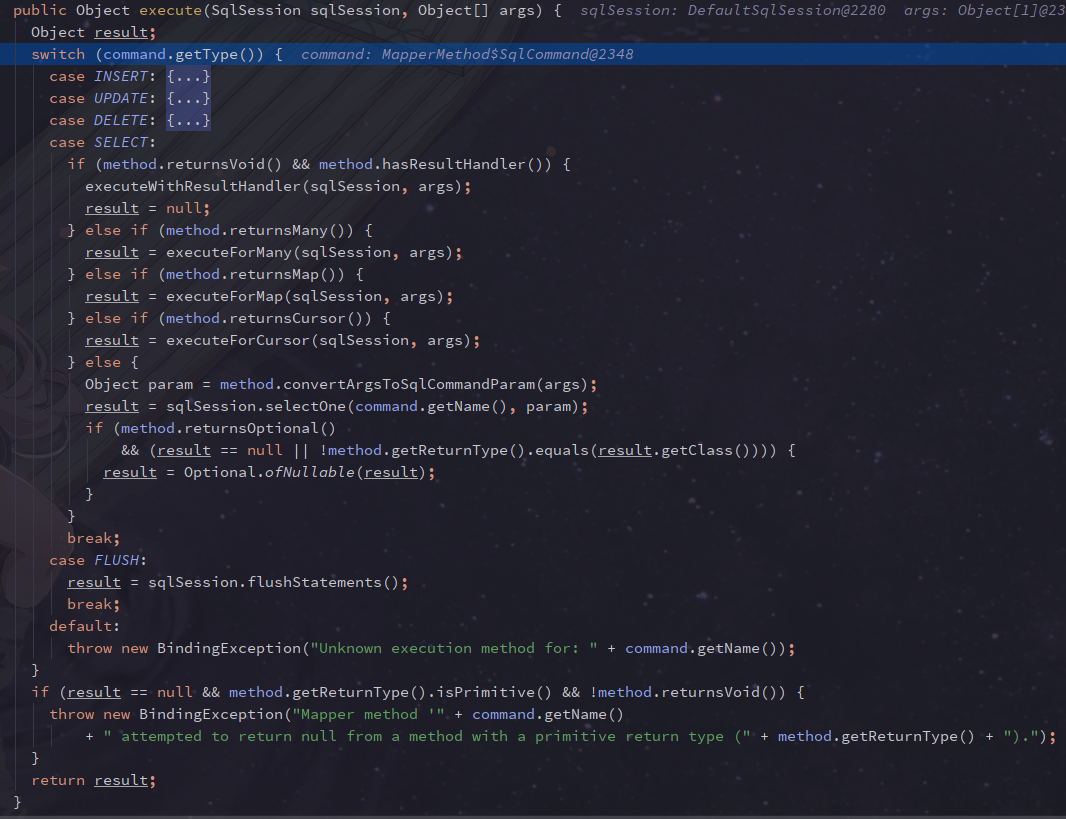 public Object execute(SqlSession sqlSession, Object[] args) {  sqlSession: DefaultSqlSession@2280  args: Object[1]@23
  Object result;
  switch (command.getType()) {  command: MapperMethod$SqlCommand@2348
    case INSERT: {...}
    case UPDATE: {...}
    case DELETE: {...}
    case SELECT:
      if (method.returnsVoid() && method.hasResultHandler()) {
        executeWithResultHandler(sqlSession, args);
        result = null;
      } else if (method.returnsMany()) {
        result = executeForMany(sqlSession, args);
      } else if (method.returnsMap()) {
        result = executeForMap(sqlSession, args);
      } else if (method.returnsCursor()) {
        result = executeForCursor(sqlSession, args);
      } else {
        Object param = method.convertArgsToSqlCommandParam(args);
        result = sqlSession.selectOne(command.getName(), param);
        if (method.returnsOptional()
            && (result == null || !method.getReturnType().equals(result.getClass()))) {
          result = Optional.ofNullable(result);
        }
      }
      break;
    case FLUSH:
      result = sqlSession.flushStatements();
      break;
    default:
      throw new BindingException("Unknown execution method for: " + command.getName());
  }
  if (result == null && method.getReturnType().isPrimitive() && !method.returnsVoid()) {
    throw new BindingException("Mapper method '" + command.getName()
        + " attempted to return null from a method with a primitive return type (" + method.getReturnType() + ").");
  }
  return result;
}